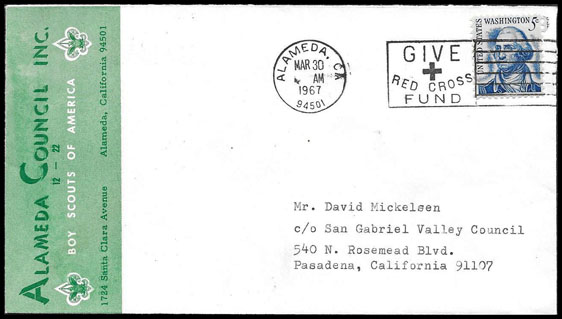 ALAMEDA COUNCIL INC.
12 — 22
BOY SCOUTS OF AMERICA
1724 Santa Clara Avenue Alameda, California 94501
ALAMEDA, CA
MAR 30
AM
1967
94501
GIVE
RED CROSS
FUND
WASHINGTON 5¢
UNITED STATES
Mr. David Mickelsen
c/o San Gabriel Valley Council
540 N. Rosemead Blvd.
Pasadena, California 91107